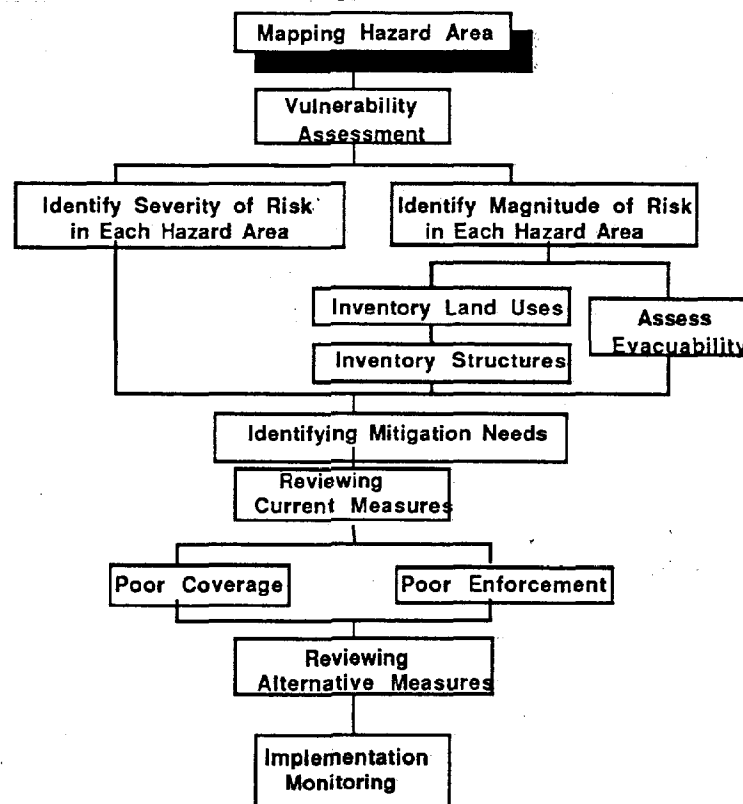 Mapping Hazard Area
Vulnerability
Assessment
Identify Severity of Risk
in Each Hazard Area
Identify Magnitude of Risk
in Each Hazard Area
Inventory Land Uses
Assess
Evacuability
Inventory Structures
Identifying Mitigation Needs
Reviewing
Current Measures
Poor Coverage
Poor Enforcement
Reviewing
Alternative Measures
Implementation
Monitoring